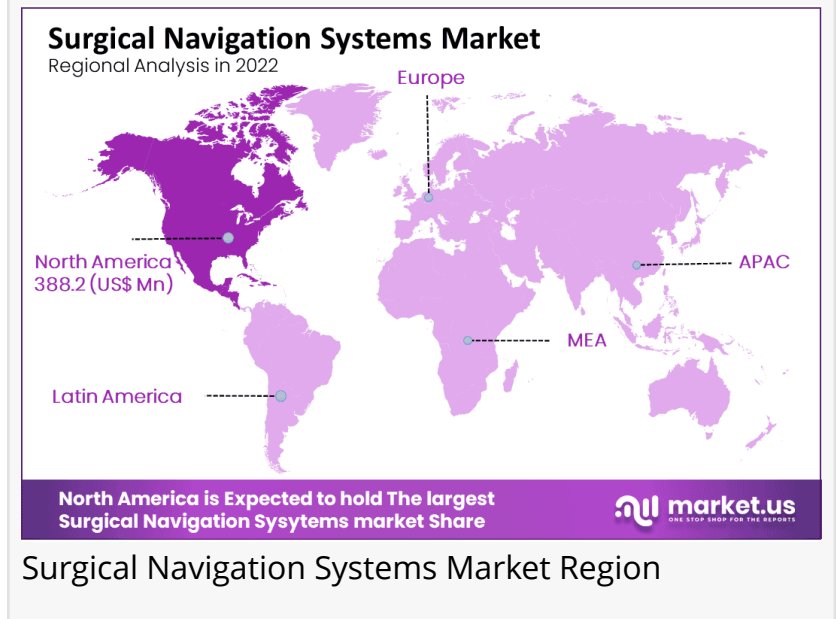 Surgical Navigation Systems Market
Regional Analysis in 2022
Europe
North America
388.2 (US$ Mn)
APAC
MEA
Latin America
North America is Expected to hold The largest
Surgical Navigation Sysytems market Share
market.us
ONE STOP SHOP FOR THE REPORTS
Surgical Navigation Systems Market Region